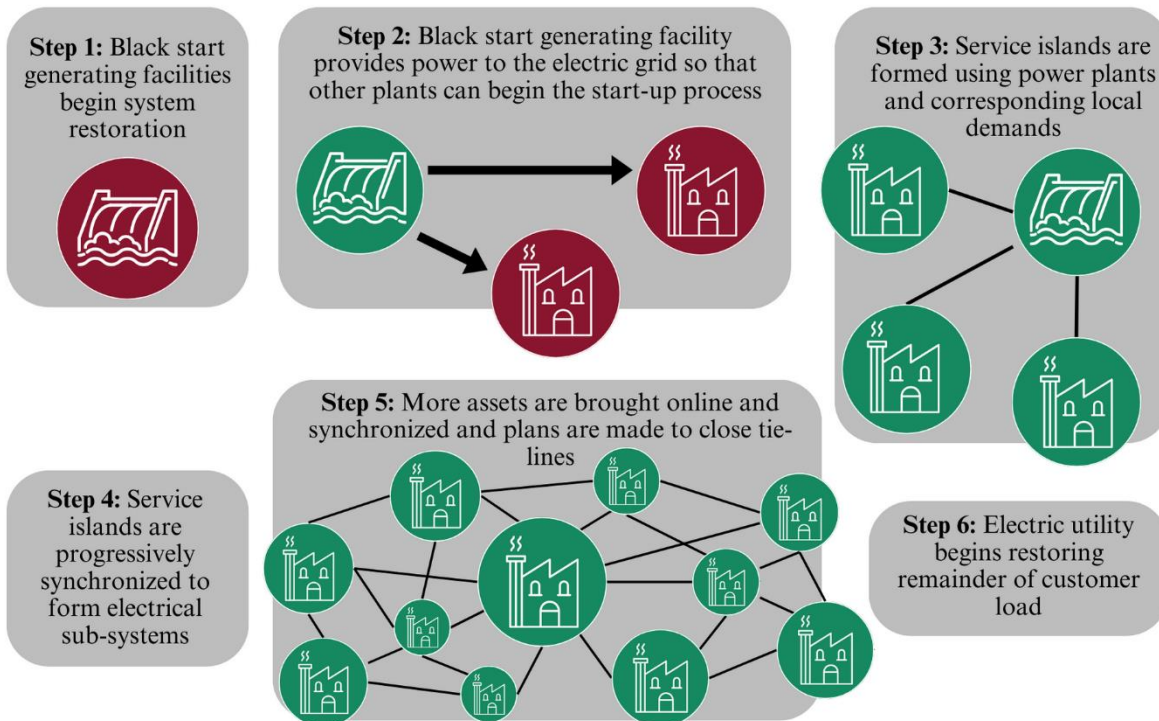 Step 1: Black start
generating facilities
begin system
restoration
Step 2: Black start generating facility
provides power to the electric grid so that
other plants can begin the start-up process
Step 3: Service islands are
formed using power plants
and corresponding local
demands
Step 4: Service
islands are
progressively
synchronized to
form electrical
sub-systems
Step 5: More assets are brought online and
synchronized and plans are made to close tie-
lines
Step 6: Electric utility
begins restoring
remainder of customer
load